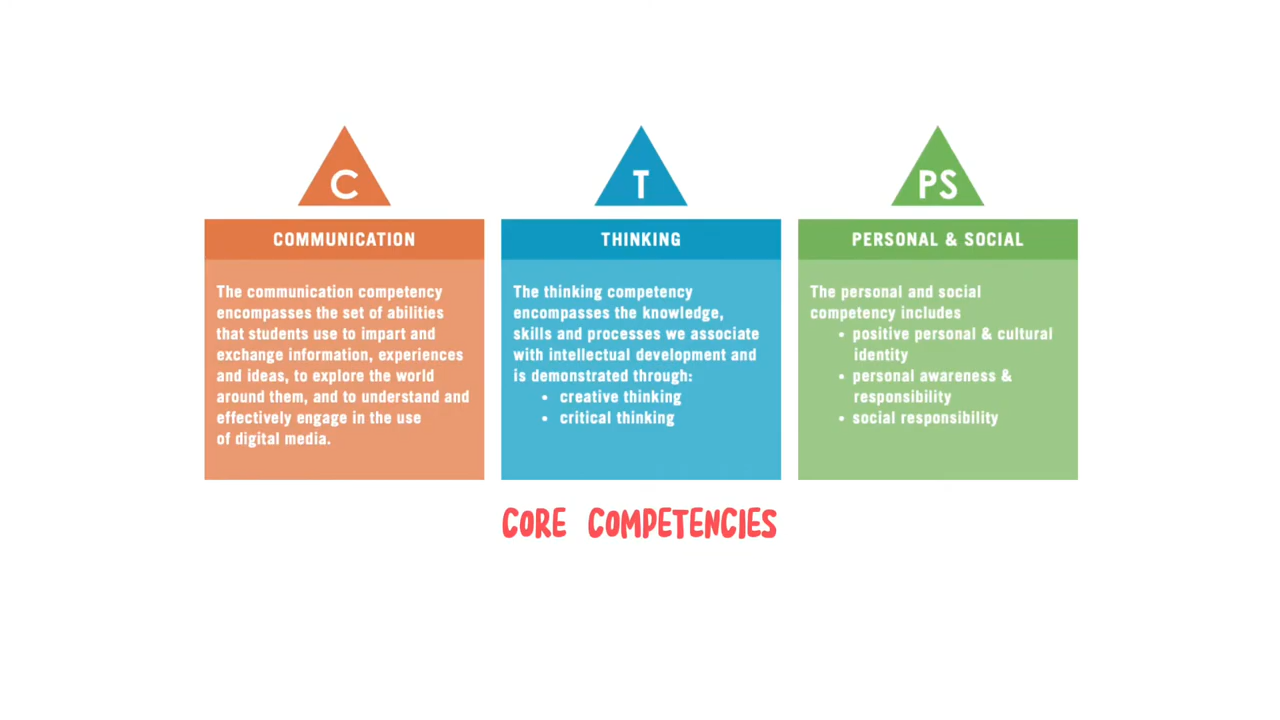 C
COMMUNICATION
The communication competency
encompasses the set of abilities
that students use to impart and
exchange information, experiences
and ideas, to explore the world
around them, and to understand and
effectively engage in the use
of digital media.
T
THINKING
The thinking competency
encompasses the knowledge,
skills and processes we associate
with intellectual development and
is demonstrated through:
• creative thinking
• critical thinking
PS
PERSONAL & SOCIAL
The personal and social
competency includes
• positive personal & cultural
identity
• personal awareness &
responsibility
• social responsibility
CORE COMPETENCIES